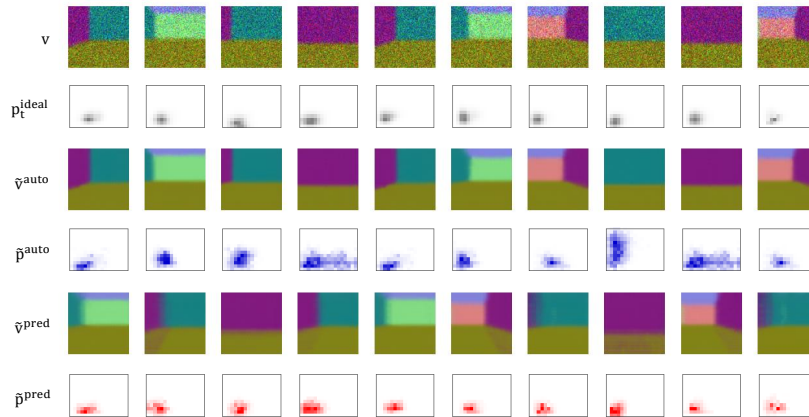 v
p_t^ideal
ṽ^auto
p̃^auto
ṽ^pred
p̃^pred